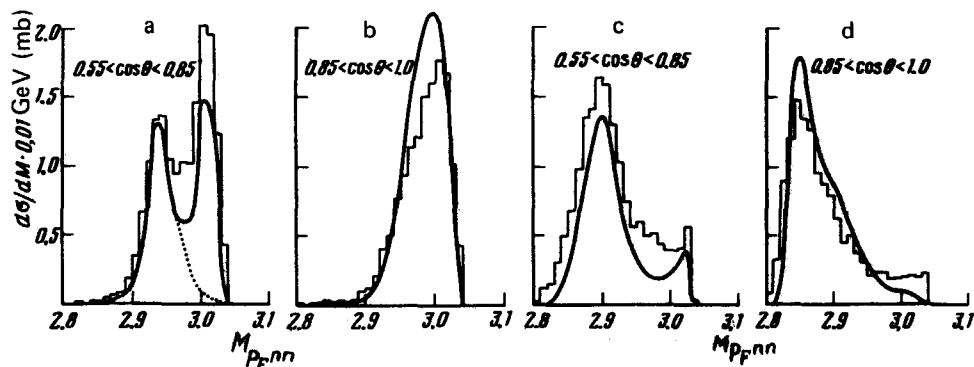 a b c d
dσ/dM·0,01 GeV (mb)
2.0
1.5
1.0
0.5
0.55<cosθ<0.85
0.85<cosθ<1.0
0.55<cosθ<0.85
0.85<cosθ<1.0
2.8 2.9 3.0 3.1 2.8 2.9 3.0 3.1 2.8 2.9 3.0 3.1 2.8 2.9 3.0 3.1
M_{p_F nn} M_{p_F nn}